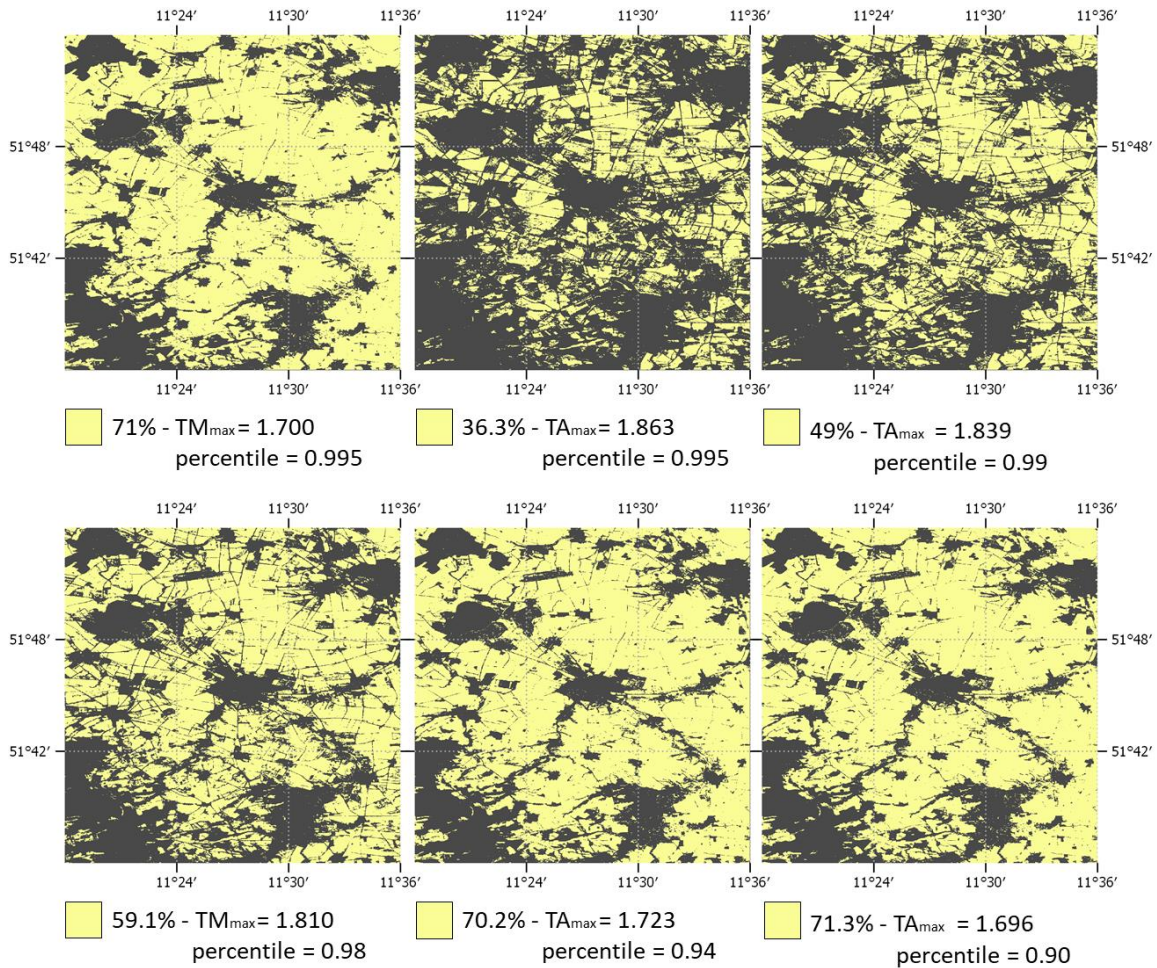 11°24′ 11°30′ 11°36′ 11°24′ 11°30′ 11°36′ 11°24′ 11°30′ 11°36′
51°48′ 51°48′
51°42′ 51°42′
11°24′ 11°30′ 11°36′ 11°24′ 11°30′ 11°36′ 11°24′ 11°30′ 11°36′
71% - TMmax = 1.700
percentile = 0.995
36.3% - TAmax = 1.863
percentile = 0.995
49% - TAmax = 1.839
percentile = 0.99
11°24′ 11°30′ 11°36′ 11°24′ 11°30′ 11°36′ 11°24′ 11°30′ 11°36′
51°48′ 51°48′
51°42′ 51°42′
11°24′ 11°30′ 11°36′ 11°24′ 11°30′ 11°36′ 11°24′ 11°30′ 11°36′
59.1% - TMmax = 1.810
percentile = 0.98
70.2% - TAmax = 1.723
percentile = 0.94
71.3% - TAmax = 1.696
percentile = 0.90